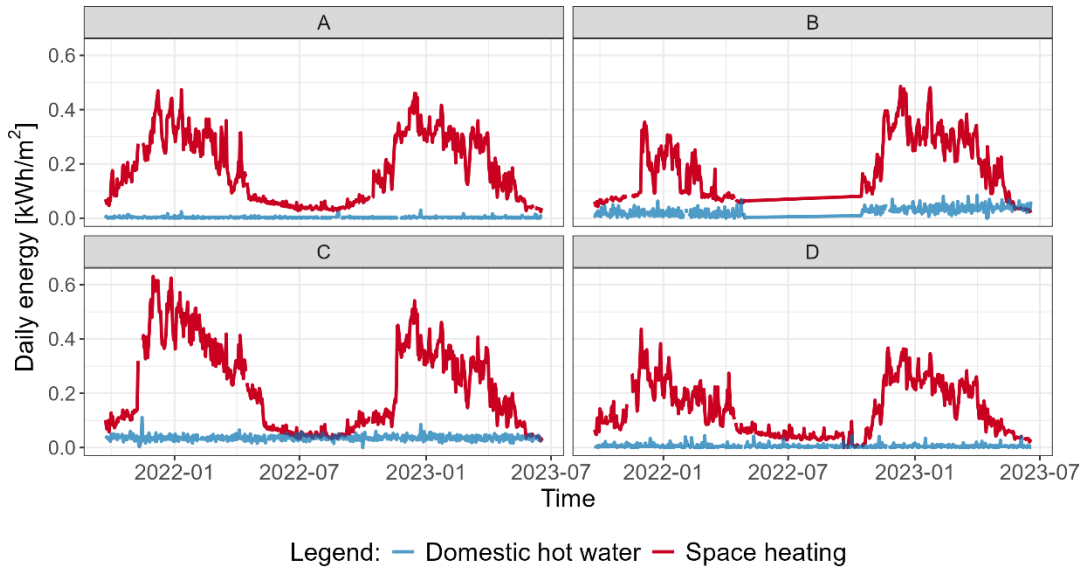 A B
0.6
0.4
0.2
0.0
C D
0.6
0.4
0.2
0.0
Daily energy [kWh/m²]
2022-01 2022-07 2023-01 2023-07 2022-01 2022-07 2023-01 2023-07
Time
Legend: Domestic hot water Space heating